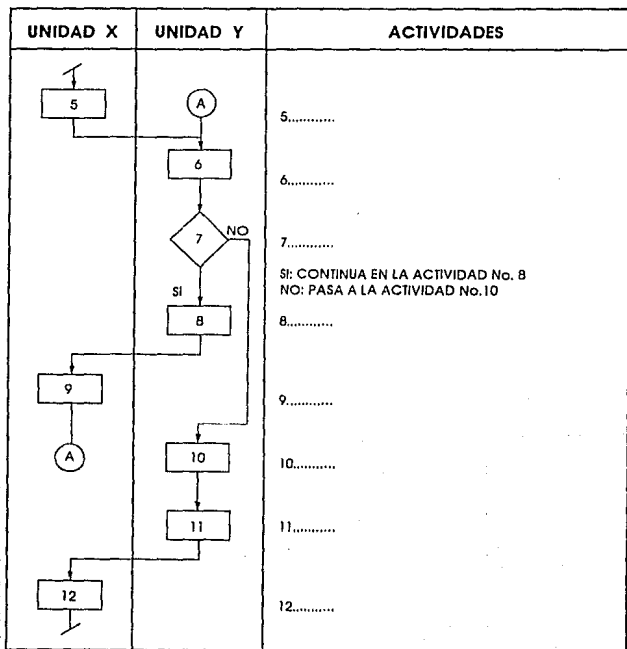 UNIDAD X UNIDAD Y ACTIVIDADES
5 A 5............
6 6............
7 NO 7............
SI: CONTINUA EN LA ACTIVIDAD No. 8
NO: PASA A LA ACTIVIDAD No.10
SI
8 8............
9 9............
A 10 10...........
11 11...........
12 12...........